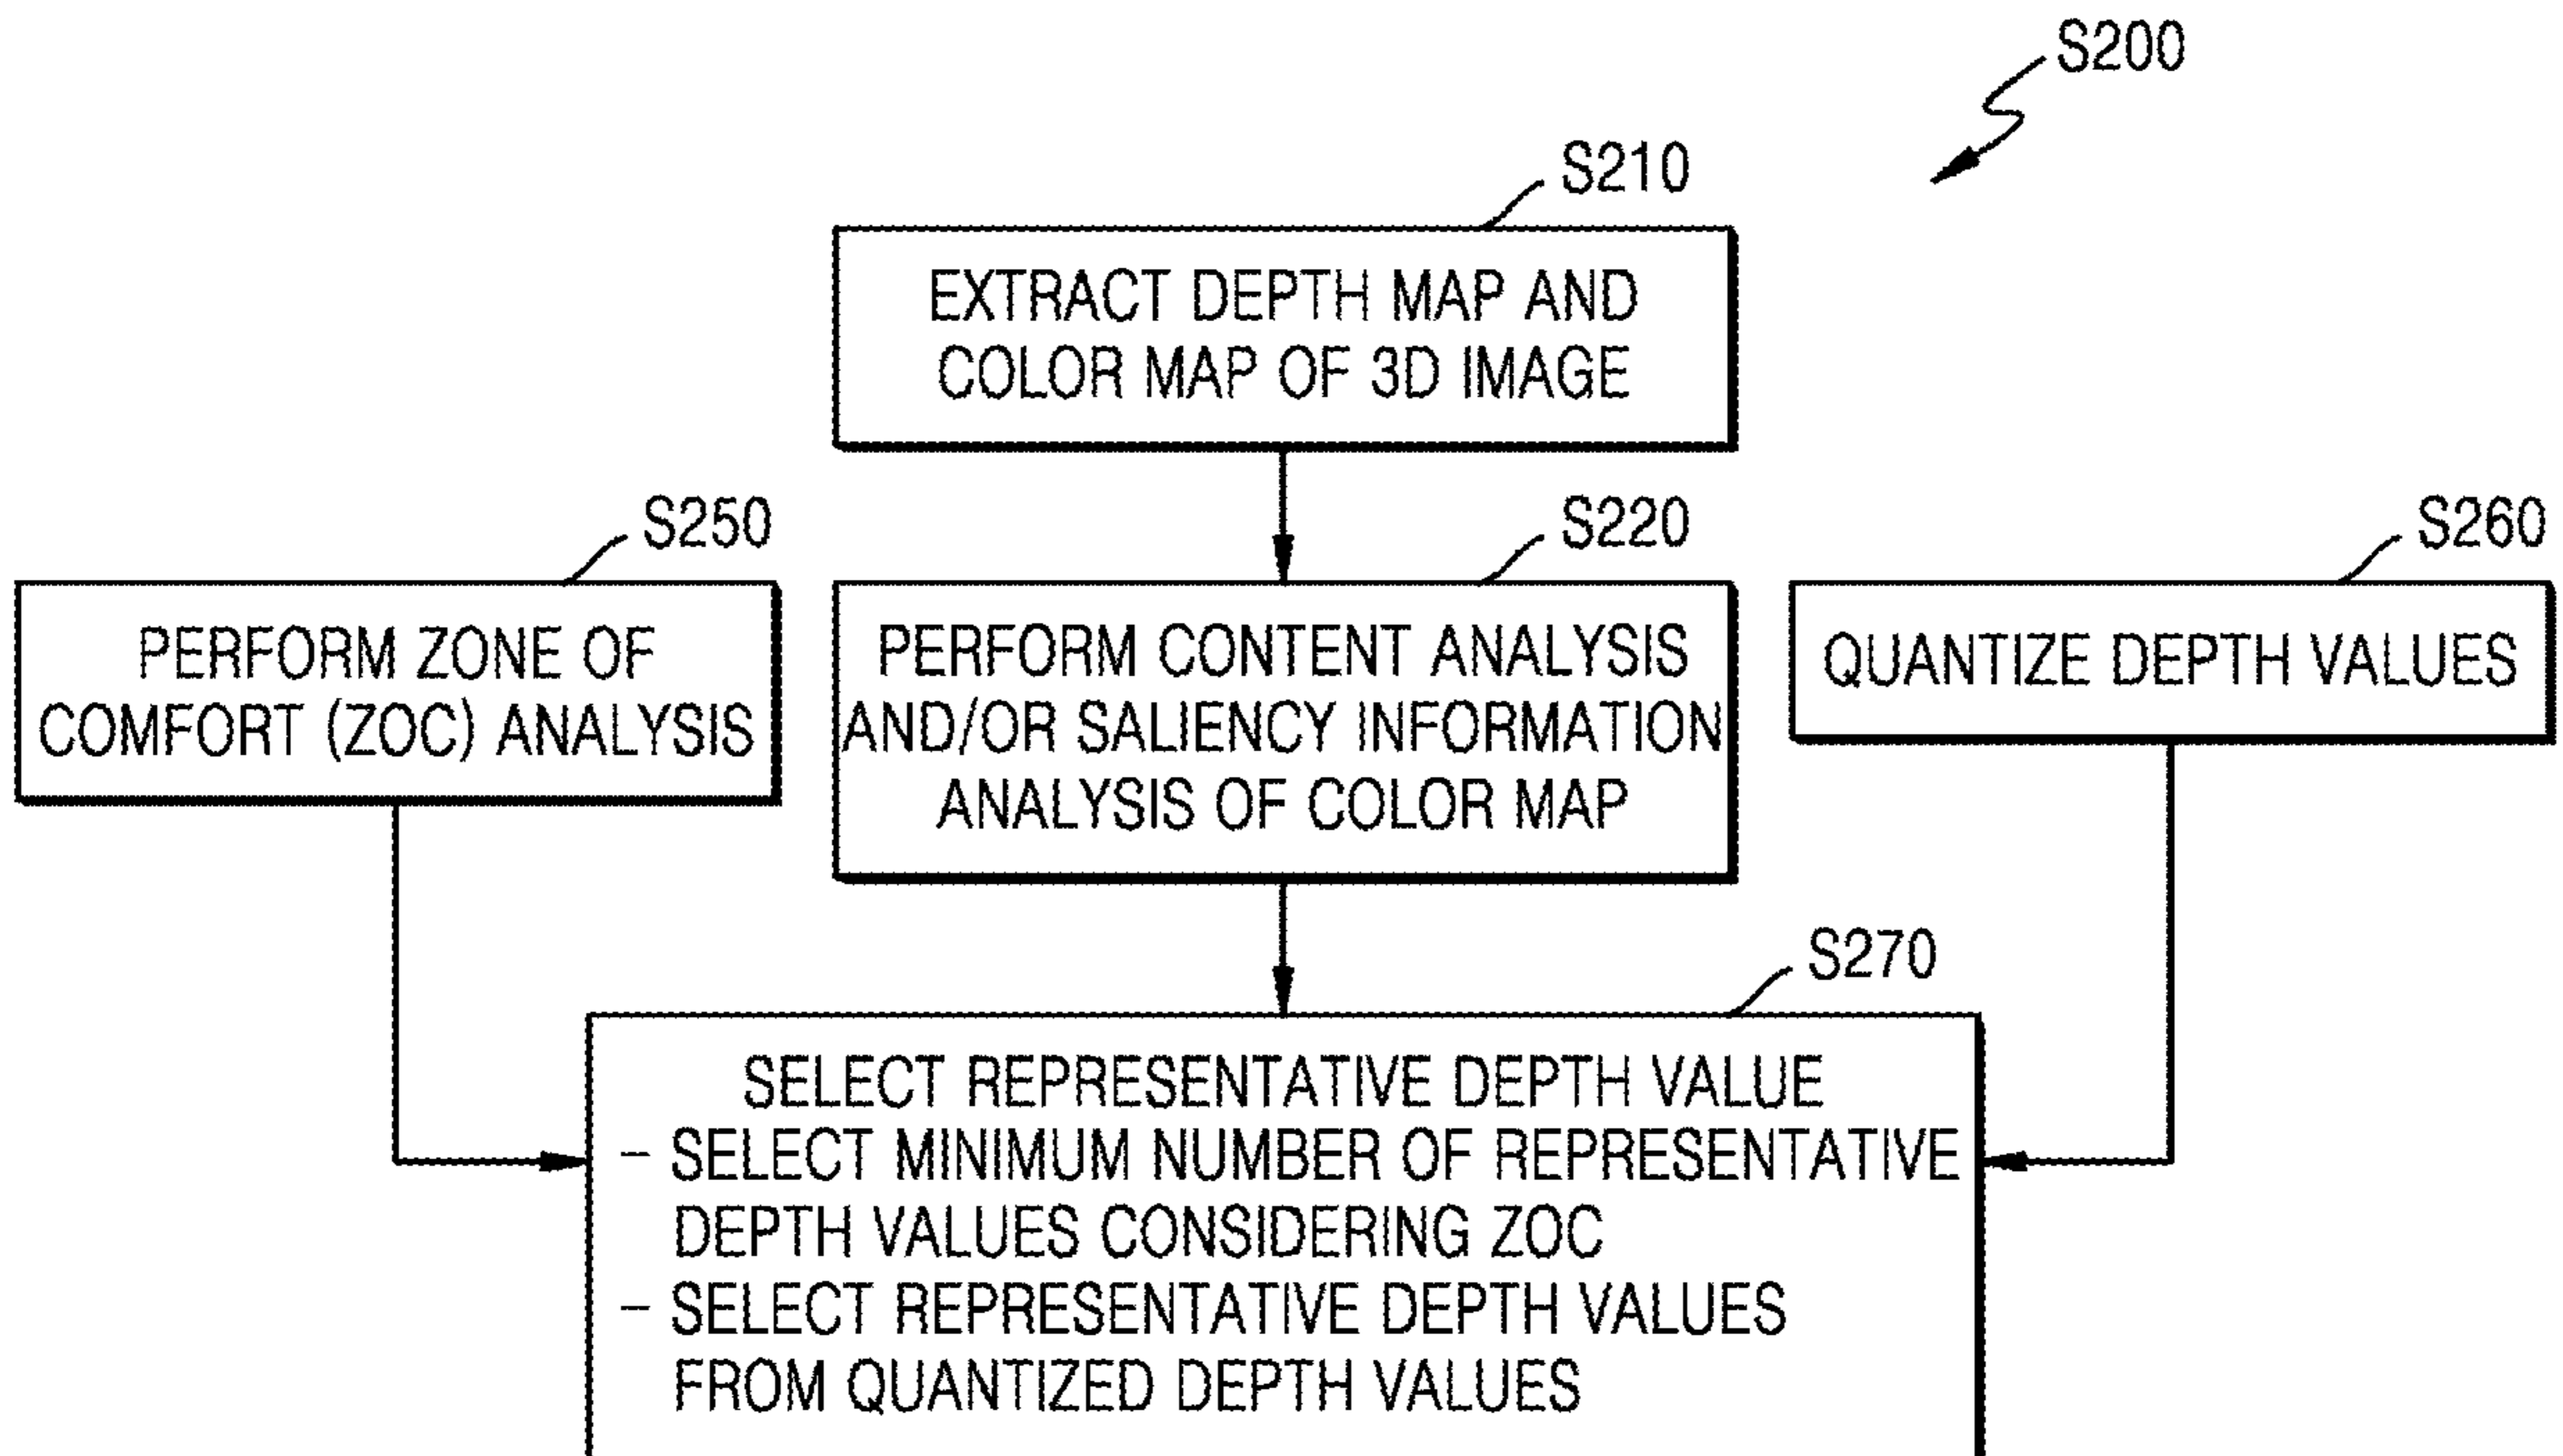 S200
S210
EXTRACT DEPTH MAP AND
COLOR MAP OF 3D IMAGE
S250
PERFORM ZONE OF
COMFORT (ZOC) ANALYSIS
S220
PERFORM CONTENT ANALYSIS
AND/OR SALIENCY INFORMATION
ANALYSIS OF COLOR MAP
S260
QUANTIZE DEPTH VALUES
S270
SELECT REPRESENTATIVE DEPTH VALUE
- SELECT MINIMUM NUMBER OF REPRESENTATIVE
DEPTH VALUES CONSIDERING ZOC
- SELECT REPRESENTATIVE DEPTH VALUES
FROM QUANTIZED DEPTH VALUES